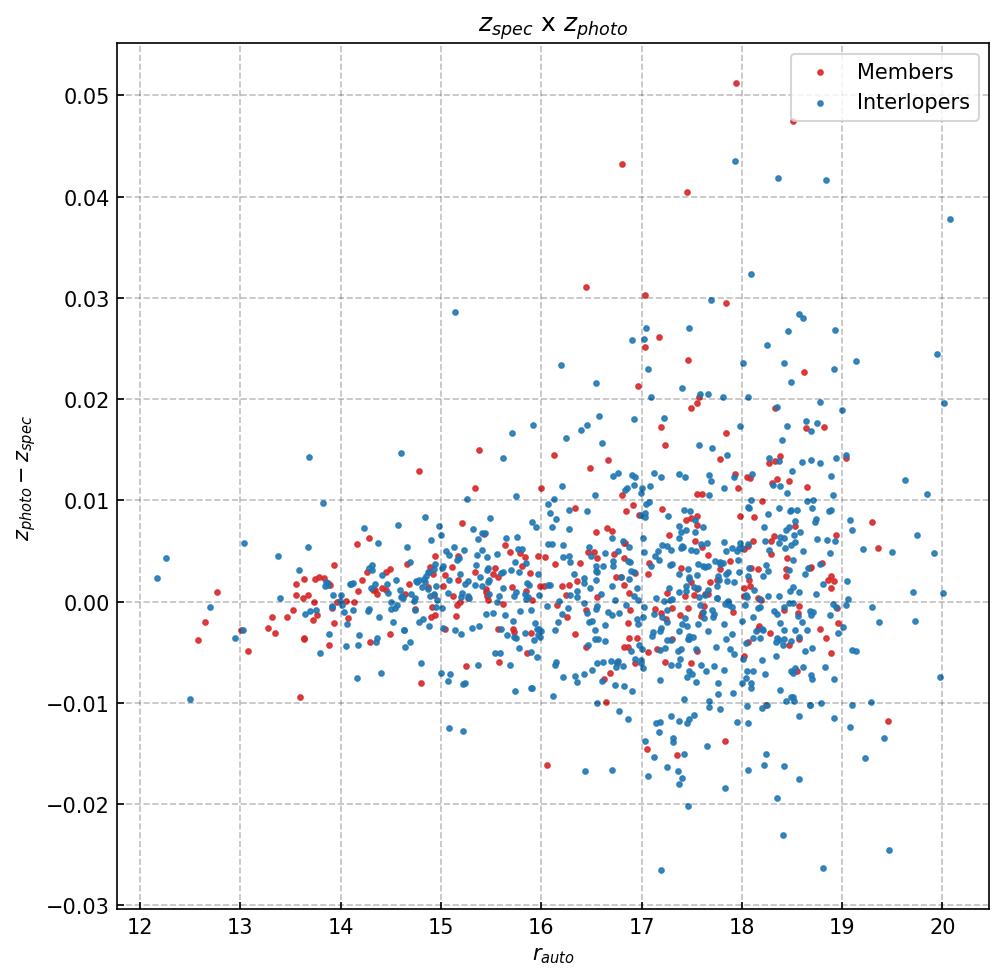 z_spec x z_photo
Members
Interlopers
0.05
0.04
0.03
0.02
0.01
0.00
−0.01
−0.02
−0.03
z_photo − z_spec
12 13 14 15 16 17 18 19 20
r_auto